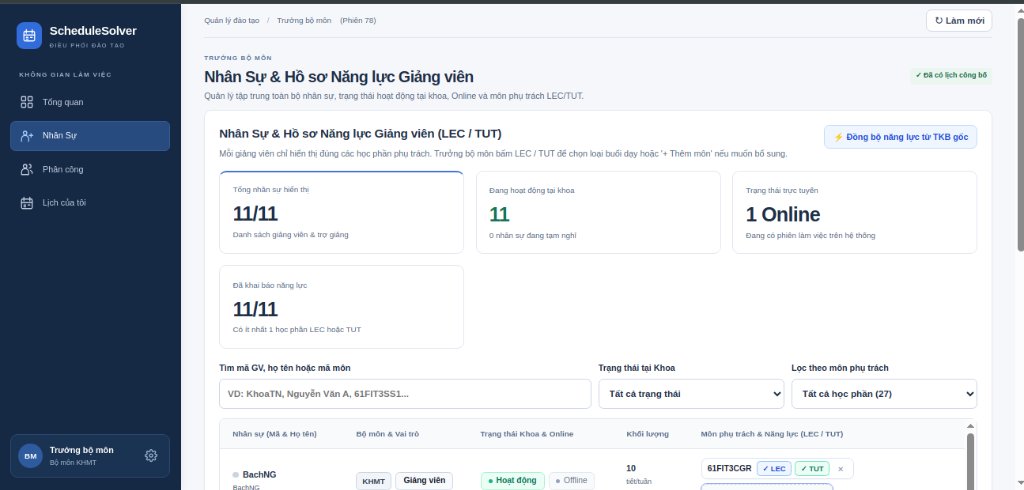 ScheduleSolver
ĐIỀU PHỐI ĐÀO TẠO
KHÔNG GIAN LÀM VIỆC
Tổng quan
Nhân Sự
Phân công
Lịch của tôi
BM
Trưởng bộ môn
Bộ môn KHMT
Quản lý đào tạo / Trưởng bộ môn (Phiên 78)
↻ Làm mới
TRƯỞNG BỘ MÔN
Nhân Sự & Hồ sơ Năng lực Giảng viên
Quản lý tập trung toàn bộ nhân sự, trạng thái hoạt động tại khoa, Online và môn phụ trách LEC/TUT.
✓ Đã có lịch công bố
Nhân Sự & Hồ sơ Năng lực Giảng viên (LEC / TUT)
Mỗi giảng viên chỉ hiển thị đúng các học phần phụ trách. Trưởng bộ môn bấm LEC / TUT để chọn loại buổi dạy hoặc '+ Thêm môn' nếu muốn bổ sung.
⚡ Đồng bộ năng lực từ TKB gốc
Tổng nhân sự hiển thị
11/11
Danh sách giảng viên & trợ giảng
Đang hoạt động tại khoa
11
0 nhân sự đang tạm nghỉ
Trạng thái trực tuyến
1 Online
Đang có phiên làm việc trên hệ thống
Đã khai báo năng lực
11/11
Có ít nhất 1 học phần LEC hoặc TUT
Tìm mã GV, họ tên hoặc mã môn
VD: KhoaTN, Nguyễn Văn A, 61FIT3SS1...
Trạng thái tại Khoa
Tất cả trạng thái
Lọc theo môn phụ trách
Tất cả học phần (27)
Nhân sự (Mã & Họ tên)
Bộ môn & Vai trò
Trạng thái Khoa & Online
Khối lượng
Môn phụ trách & Năng lực (LEC / TUT)
BachNG
BachNG
KHMT
Giảng viên
Hoạt động
Offline
10
tiết/tuần
61FIT3CGR ✓ LEC ✓ TUT ×